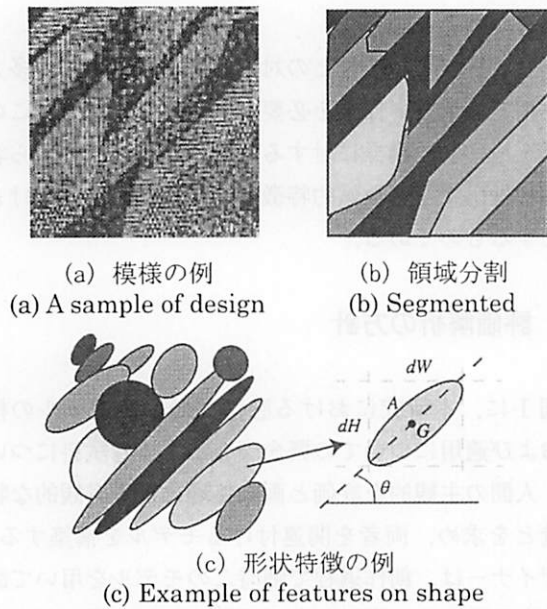 (a) 模様の例
(a) A sample of design
(b) 領域分割
(b) Segmented
dW
A
dH
G
θ
(c) 形状特徴の例
(c) Example of features on shape